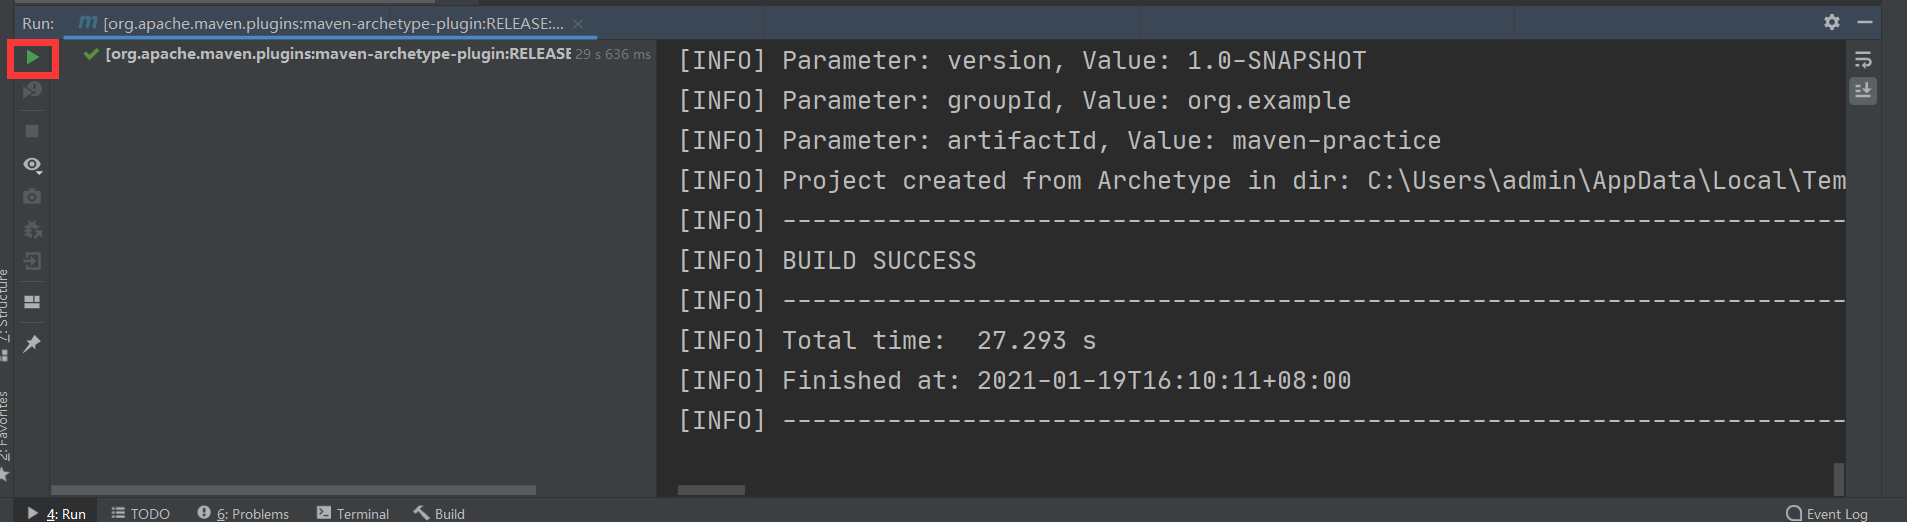 Run: m [org.apache.maven.plugins:maven-archetype-plugin:RELEASE:... ×
[org.apache.maven.plugins:maven-archetype-plugin:RELEASE 29 s 636 ms
[INFO] Parameter: version, Value: 1.0-SNAPSHOT
[INFO] Parameter: groupId, Value: org.example
[INFO] Parameter: artifactId, Value: maven-practice
[INFO] Project created from Archetype in dir: C:\Users\admin\AppData\Local\Tem
[INFO] -----------------------------------------------------------------------
[INFO] BUILD SUCCESS
[INFO] -----------------------------------------------------------------------
[INFO] Total time:  27.293 s
[INFO] Finished at: 2021-01-19T16:10:11+08:00
[INFO] -----------------------------------------------------------------------
7: Structure
2: Favorites
4: Run TODO 6: Problems Terminal Build Event Log